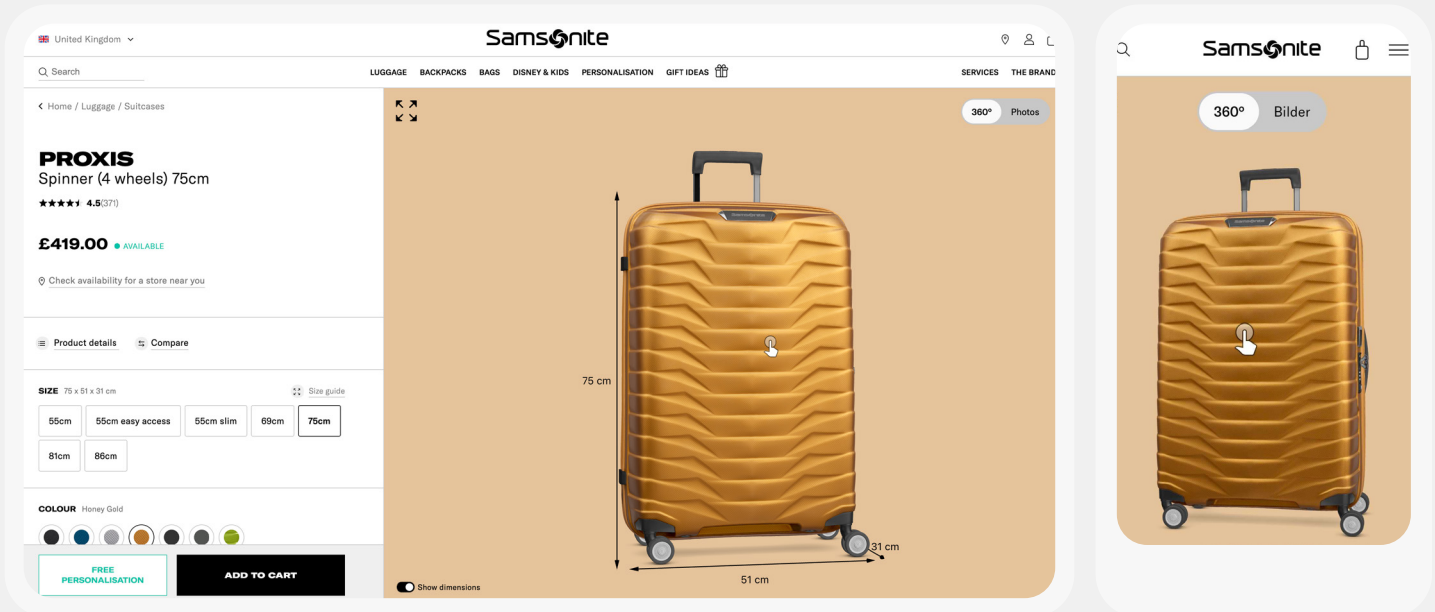 United Kingdom
Samsonite
Search
LUGGAGE BACKPACKS BAGS DISNEY & KIDS PERSONALISATION GIFT IDEAS SERVICES THE BRAND
Home / Luggage / Suitcases
360° Photos
PROXIS
Spinner (4 wheels) 75cm
4.5(371)
£419.00 AVAILABLE
Check availability for a store near you
Product details Compare
SIZE 75 x 51 x 31 cm Size guide
55cm 55cm easy access 55cm slim 69cm 75cm
81cm 86cm
COLOUR Honey Gold
FREE
PERSONALISATION
ADD TO CART
Samsonite
75 cm
31 cm
51 cm
Show dimensions
Samsonite
360° Bilder